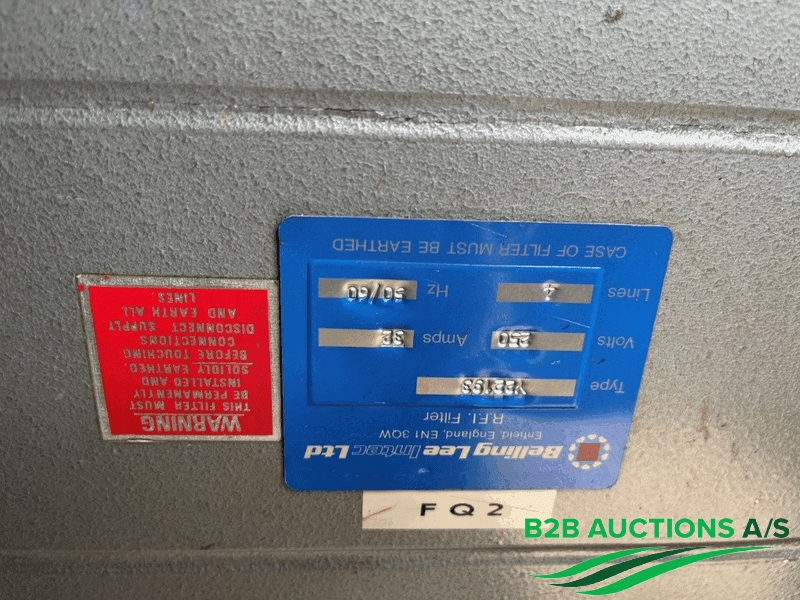 Belling Lee Intec Ltd
Enfield, England, EN1 3QW
R.F.I. Filter
Type Y22193
Volts 250 Amps 32
Lines 4 Hz 50/60
CASE OF FILTER MUST BE EARTHED
WARNING
THIS FILTER MUST
BE PERMANENTLY
INSTALLED AND
SOLIDLY EARTHED.
BEFORE TOUCHING
CONNECTIONS
DISCONNECT SUPPLY
AND EARTH ALL
LINES.
F Q 2
B2B AUCTIONS A/S